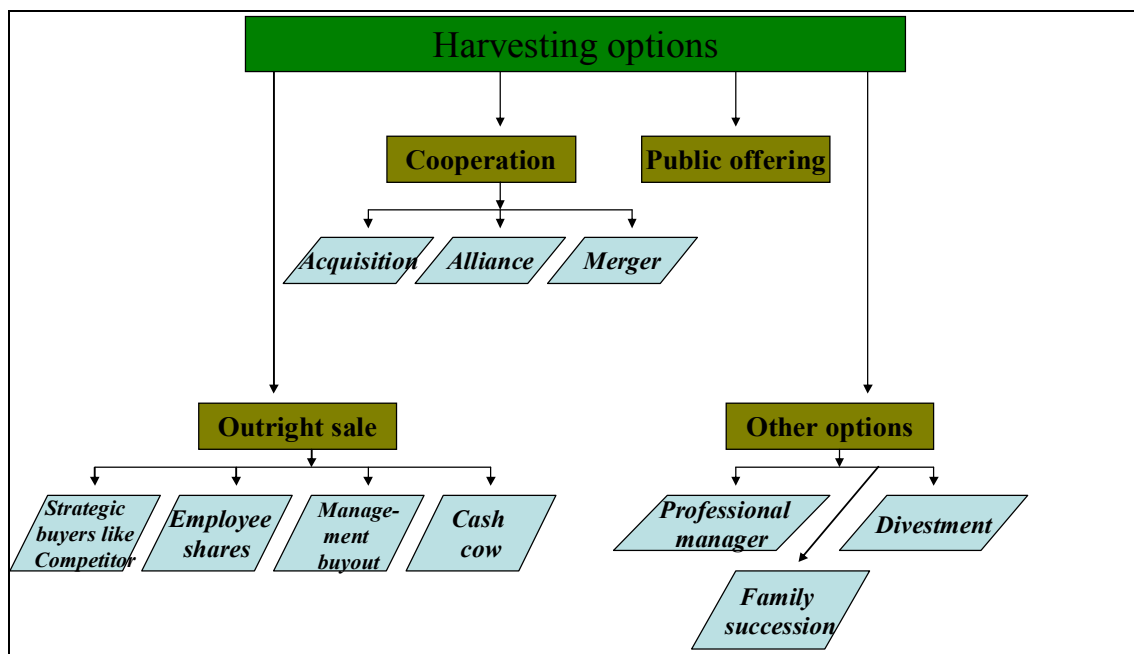 Harvesting options
Cooperation
Public offering
Acquisition
Alliance
Merger
Outright sale
Other options
Strategic
buyers like
Competitor
Employee
shares
Manage-
ment
buyout
Cash
cow
Professional
manager
Divestment
Family
succession